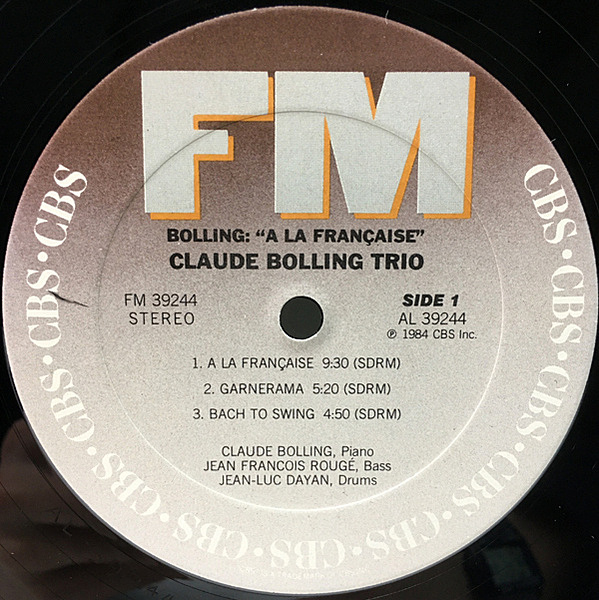 FM
BOLLING: “A LA FRANÇAISE”
CLAUDE BOLLING TRIO
FM 39244
STEREO
SIDE 1
AL 39244
℗ 1984 CBS Inc.
1. A LA FRANÇAISE 9:30 (SDRM)
2. GARNERAMA 5:20 (SDRM)
3. BACH TO SWING 4:50 (SDRM)
CLAUDE BOLLING, Piano
JEAN FRANCOIS ROUGÉ, Bass
JEAN-LUC DAYAN, Drums
CBS·CBS·CBS·CBS·CBS·CBS·CBS·CBS·CBS·CBS·CBS·CBS